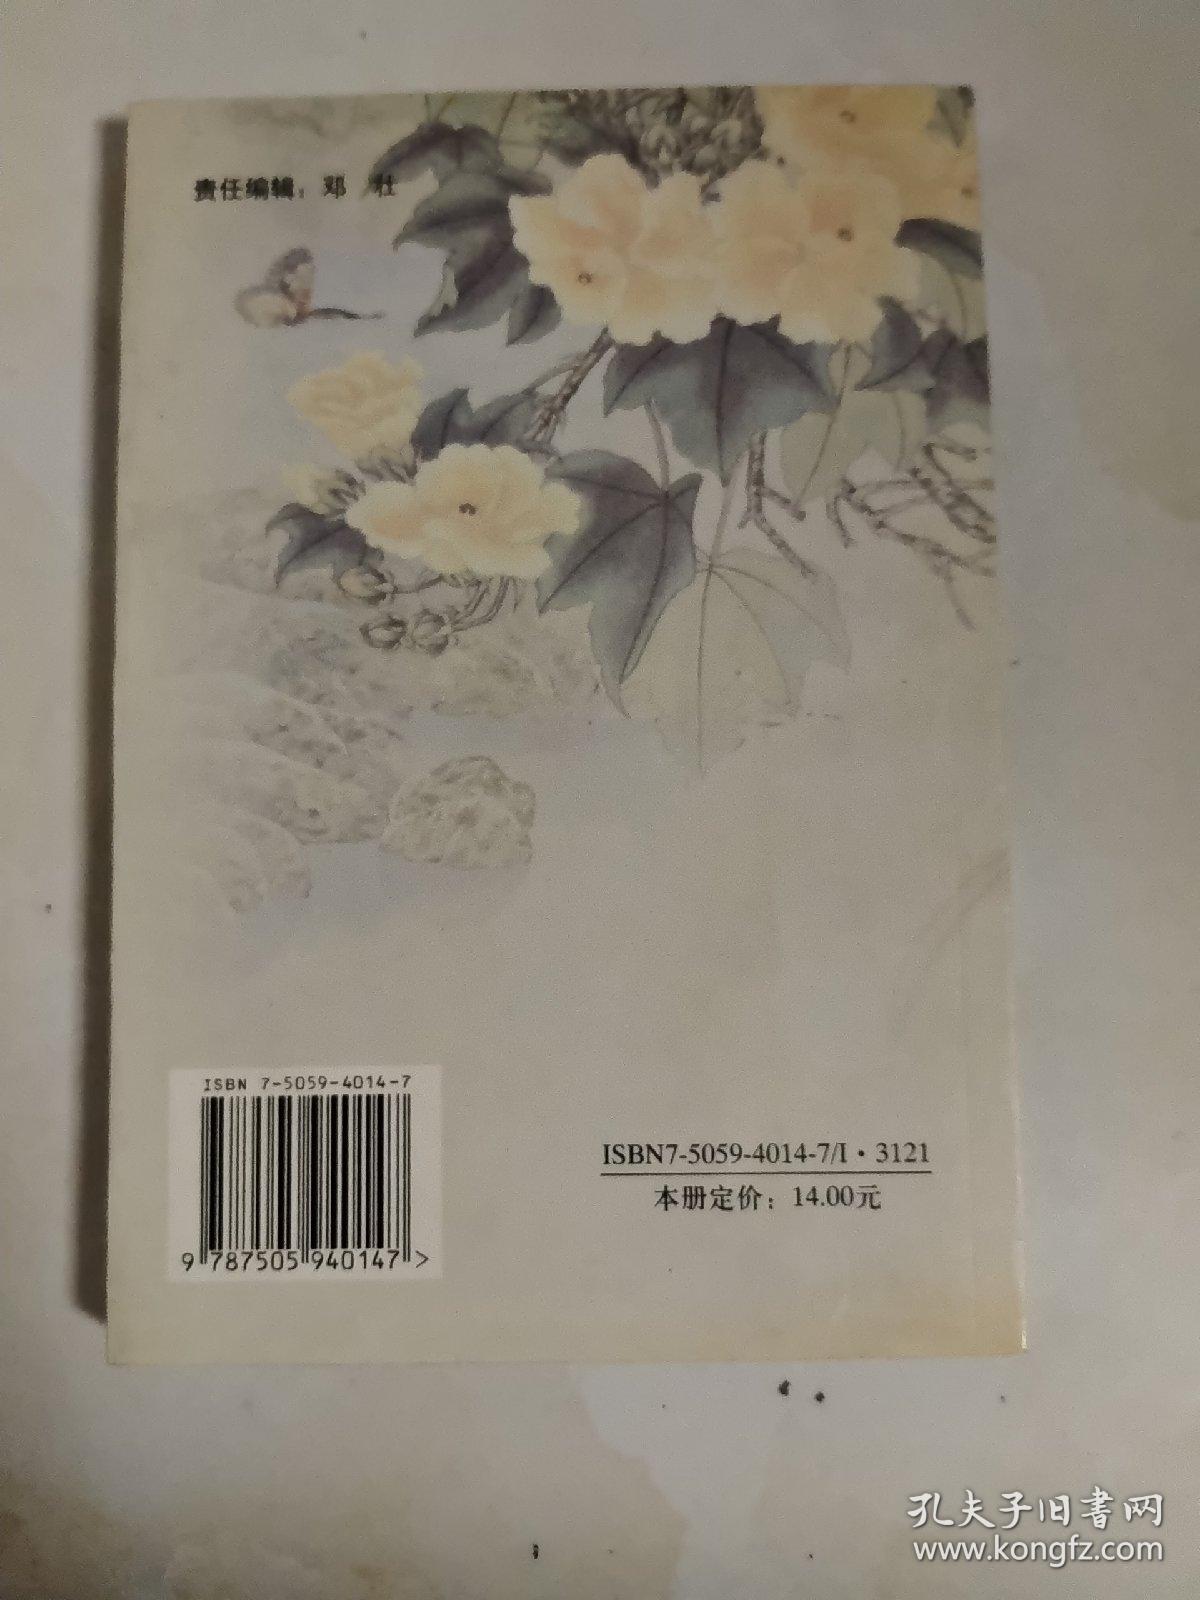 责任编辑：邓 壮
ISBN 7-5059-4014-7
9 787505 940147 >
ISBN7-5059-4014-7/I·3121
本册定价：14.00元
孔夫子旧书网
www.kongfz.com